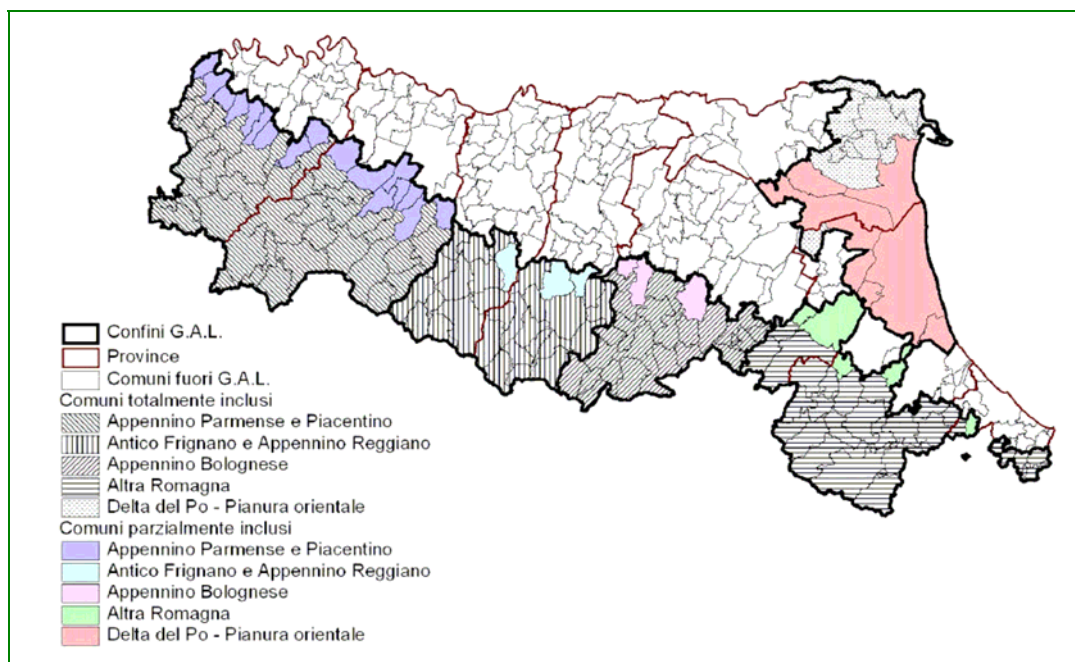 Confini G.A.L.
Province
Comuni fuori G.A.L.
Comuni totalmente inclusi
Appennino Parmense e Piacentino
Antico Frignano e Appennino Reggiano
Appennino Bolognese
Altra Romagna
Delta del Po - Pianura orientale
Comuni parzialmente inclusi
Appennino Parmense e Piacentino
Antico Frignano e Appennino Reggiano
Appennino Bolognese
Altra Romagna
Delta del Po - Pianura orientale